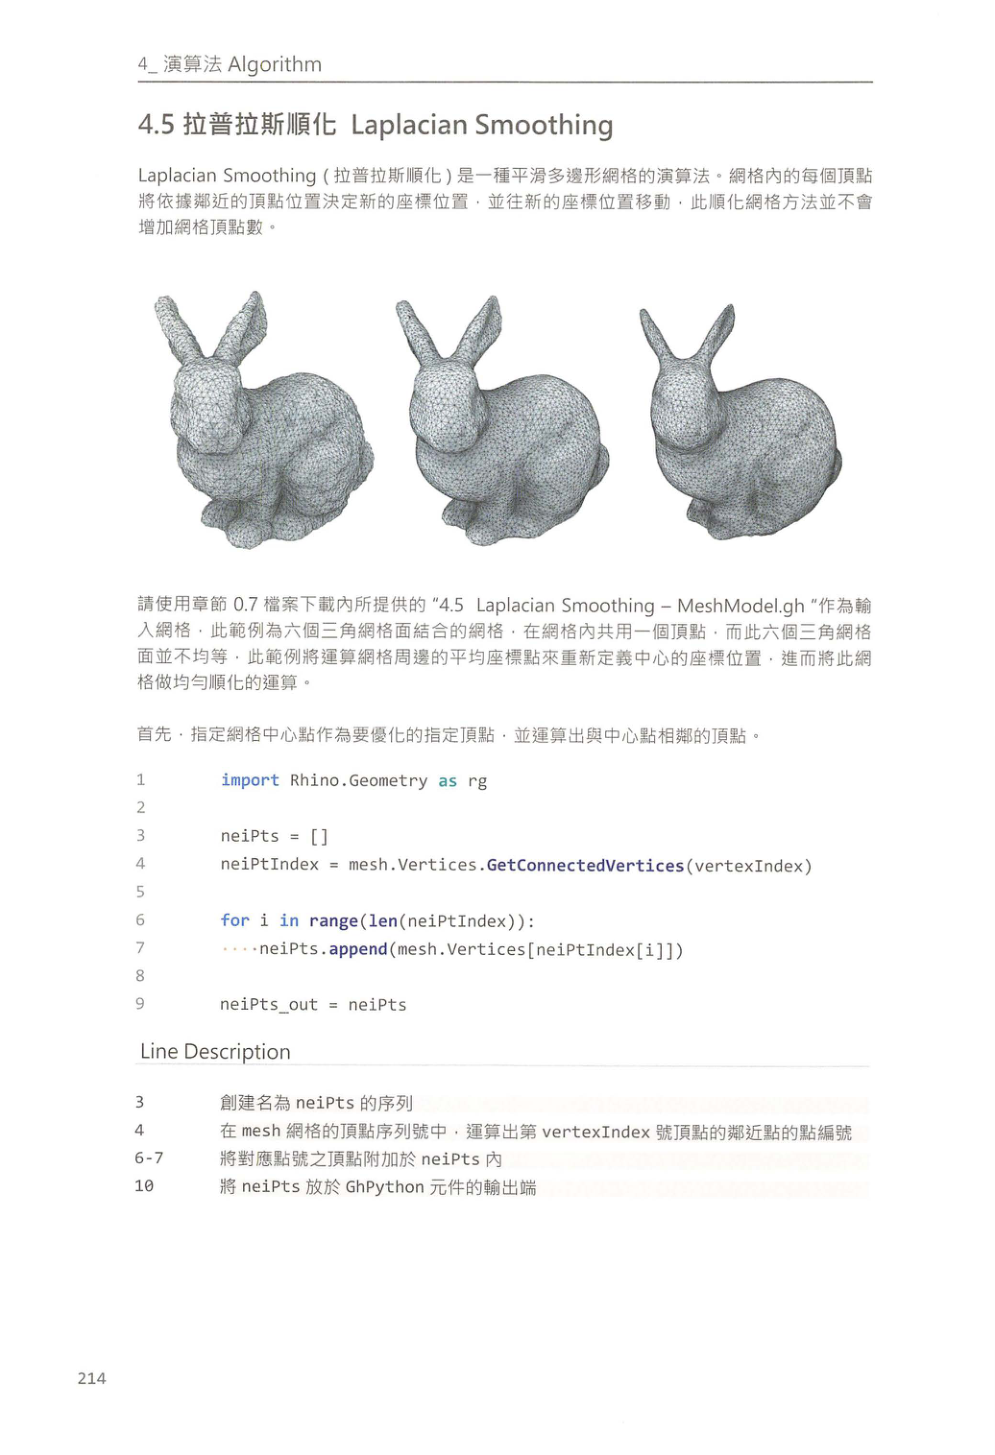 4_ 演算法 Algorithm
4.5 拉普拉斯順化 Laplacian Smoothing
Laplacian Smoothing ( 拉普拉斯順化 ) 是一種平滑多邊形網格的演算法。網格內的每個頂點
將依據鄰近的頂點位置決定新的座標位置，並往新的座標位置移動，此順化網格方法並不會
增加網格頂點數。
請使用章節 0.7 檔案下載內所提供的 "4.5 Laplacian Smoothing – MeshModel.gh "作為輸
入網格，此範例為六個三角網格面結合的網格，在網格內共用一個頂點，而此六個三角網格
面並不均等，此範例將運算網格周邊的平均座標點來重新定義中心的座標位置，進而將此網
格做均勻順化的運算。
首先，指定網格中心點作為要優化的指定頂點，並運算出與中心點相鄰的頂點。
1 import Rhino.Geometry as rg
2
3 neiPts = []
4 neiPtIndex = mesh.Vertices.GetConnectedVertices(vertexIndex)
5
6 for i in range(len(neiPtIndex)):
7 ····neiPts.append(mesh.Vertices[neiPtIndex[i]])
8
9 neiPts_out = neiPts
Line Description
3 創建名為 neiPts 的序列
4 在 mesh 網格的頂點序列號中，運算出第 vertexIndex 號頂點的鄰近點的點編號
6-7 將對應點號之頂點附加於 neiPts 內
10 將 neiPts 放於 GhPython 元件的輸出端
214